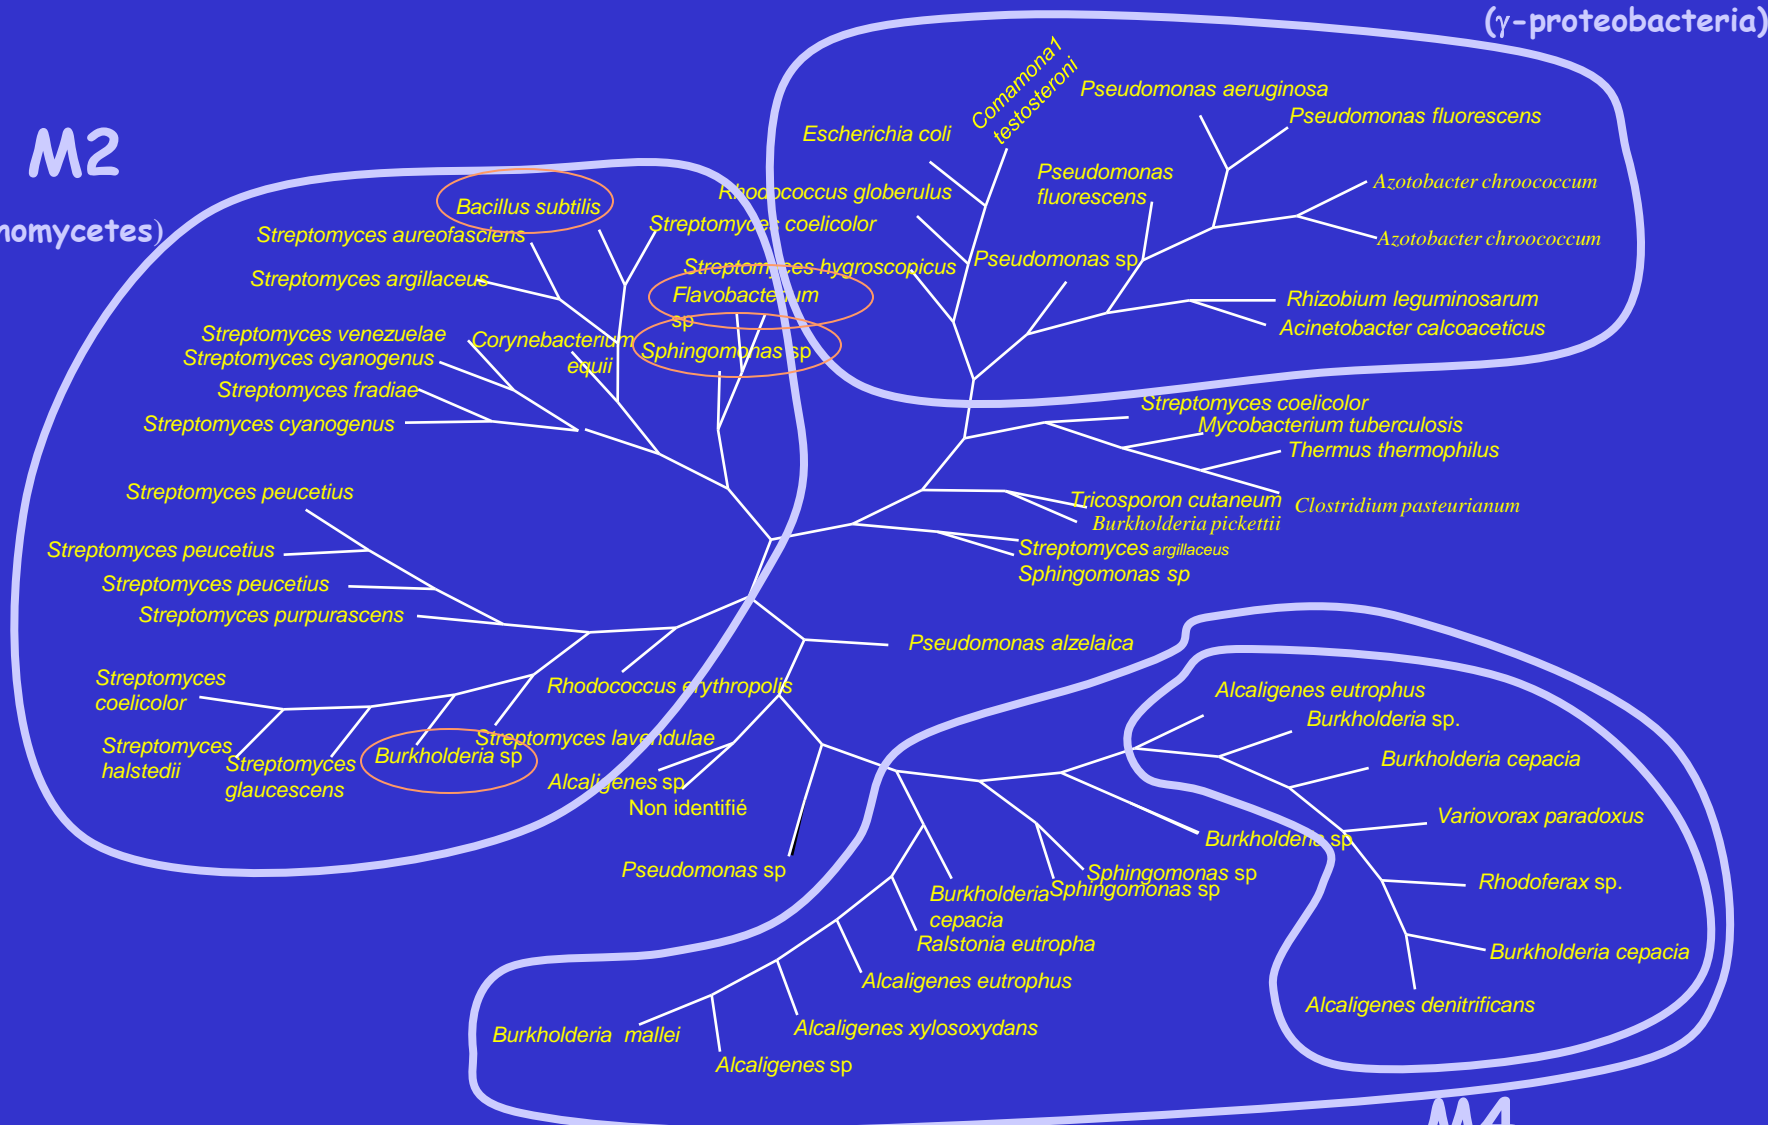 (γ-proteobacteria)
M2
nomycetes)
Comamona1
testosteroni
Pseudomonas aeruginosa
Pseudomonas fluorescens
Escherichia coli
Pseudomonas
fluorescens
Azotobacter chroococcum
Rhodococcus globerulus
Bacillus subtilis
Streptomyces coelicolor
Streptomyces aureofasciens
Azotobacter chroococcum
Pseudomonas sp
Streptomyces hygroscopicus
Streptomyces argillaceus
Flavobacterium
sp
Rhizobium leguminosarum
Acinetobacter calcoaceticus
Streptomyces venezuelae
Corynebacterium
equii
Sphingomonas sp
Streptomyces cyanogenus
Streptomyces fradiae
Streptomyces cyanogenus
Streptomyces coelicolor
Mycobacterium tuberculosis
Thermus thermophilus
Streptomyces peucetius
Tricosporon cutaneum
Clostridium pasteurianum
Burkholderia pickettii
Streptomyces peucetius
Streptomyces argillaceus
Sphingomonas sp
Streptomyces peucetius
Streptomyces purpurascens
Pseudomonas alzelaica
Streptomyces
coelicolor
Rhodococcus erythropolis
Alcaligenes eutrophus
Burkholderia sp.
Streptomyces
halstedii
Streptomyces lavendulae
Burkholderia sp
Streptomyces
glaucescens
Burkholderia cepacia
Alcaligenes sp
Non identifié
Variovorax paradoxus
Burkholderia sp
Pseudomonas sp
Sphingomonas sp
Sphingomonas sp
Rhodoferax sp.
Burkholderia
cepacia
Ralstonia eutropha
Burkholderia cepacia
Alcaligenes eutrophus
Alcaligenes denitrificans
Alcaligenes xylosoxydans
Burkholderia mallei
Alcaligenes sp
M4